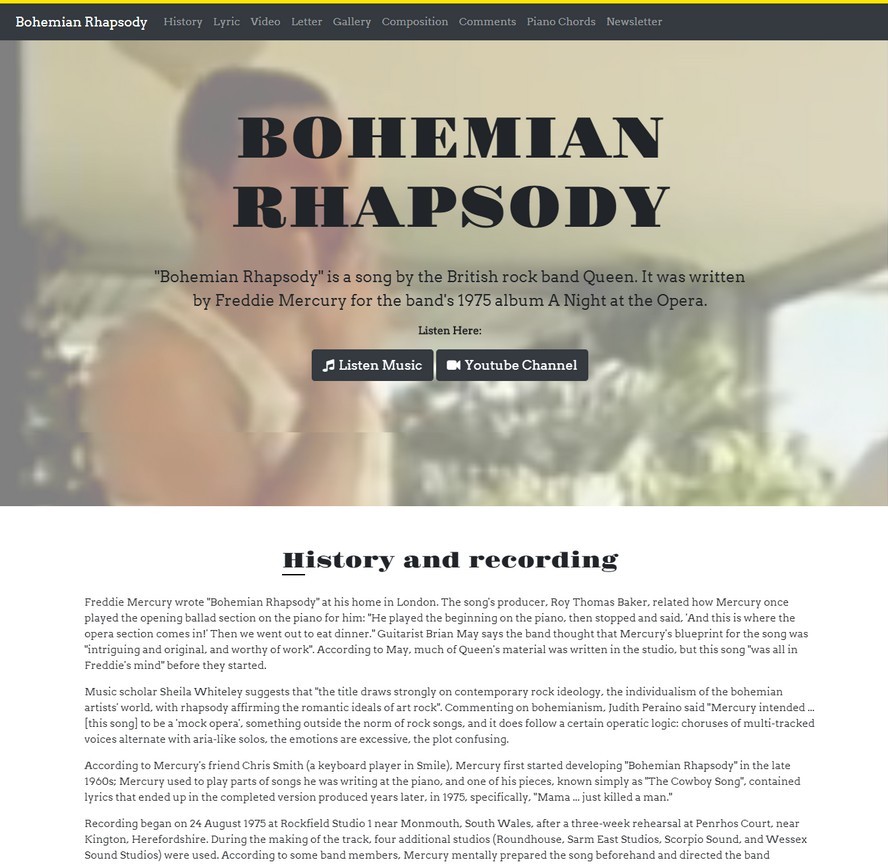 Bohemian Rhapsody History Lyric Video Letter Gallery Composition Comments Piano Chords Newsletter
BOHEMIAN
RHAPSODY
"Bohemian Rhapsody" is a song by the British rock band Queen. It was written
by Freddie Mercury for the band's 1975 album A Night at the Opera.
Listen Here:
Listen Music Youtube Channel
History and recording
Freddie Mercury wrote "Bohemian Rhapsody" at his home in London. The song's producer, Roy Thomas Baker, related how Mercury once
played the opening ballad section on the piano for him: "He played the beginning on the piano, then stopped and said, 'And this is where the
opera section comes in!' Then we went out to eat dinner." Guitarist Brian May says the band thought that Mercury's blueprint for the song was
"intriguing and original, and worthy of work". According to May, much of Queen's material was written in the studio, but this song "was all in
Freddie's mind" before they started.
Music scholar Sheila Whiteley suggests that "the title draws strongly on contemporary rock ideology, the individualism of the bohemian
artists' world, with rhapsody affirming the romantic ideals of art rock". Commenting on bohemianism, Judith Peraino said "Mercury intended ...
[this song] to be a 'mock opera', something outside the norm of rock songs, and it does follow a certain operatic logic: choruses of multi-tracked
voices alternate with aria-like solos, the emotions are excessive, the plot confusing.
According to Mercury's friend Chris Smith (a keyboard player in Smile), Mercury first started developing "Bohemian Rhapsody" in the late
1960s; Mercury used to play parts of songs he was writing at the piano, and one of his pieces, known simply as "The Cowboy Song", contained
lyrics that ended up in the completed version produced years later, in 1975, specifically, "Mama ... just killed a man."
Recording began on 24 August 1975 at Rockfield Studio 1 near Monmouth, South Wales, after a three-week rehearsal at Penrhos Court, near
Kington, Herefordshire. During the making of the track, four additional studios (Roundhouse, Sarm East Studios, Scorpio Sound, and Wessex
Sound Studios) were used. According to some band members, Mercury mentally prepared the song beforehand and directed the band